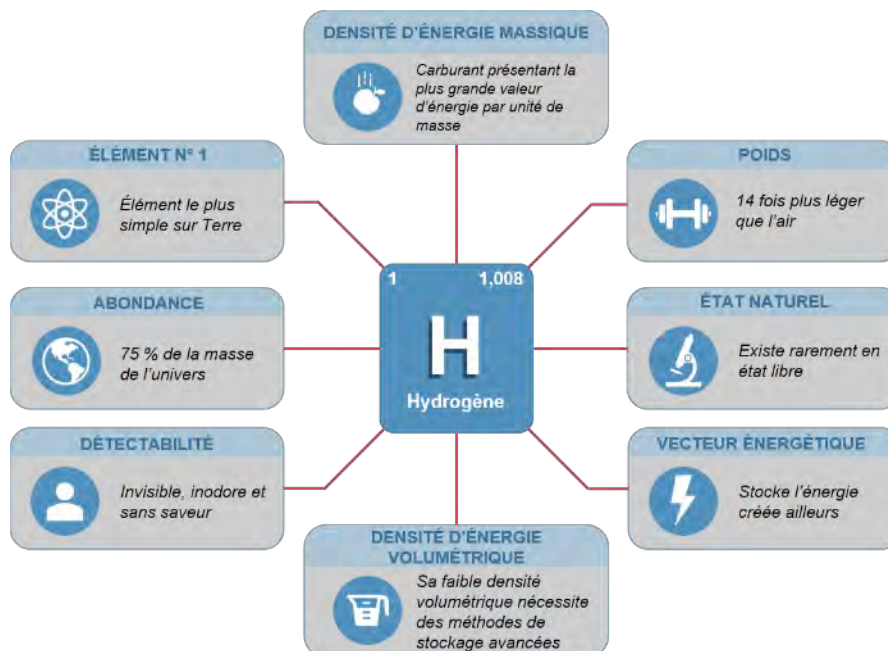 DENSITÉ D'ÉNERGIE MASSIQUE
Carburant présentant la
plus grande valeur
d'énergie par unité de
masse
ÉLÉMENT N° 1
Élément le plus
simple sur Terre
POIDS
14 fois plus léger
que l'air
1
1,008
H
Hydrogène
ABONDANCE
75 % de la masse
de l'univers
ÉTAT NATUREL
Existe rarement en
état libre
DÉTECTABILITÉ
Invisible, inodore et
sans saveur
VECTEUR ÉNERGÉTIQUE
Stocke l'énergie
créée ailleurs
DENSITÉ D'ÉNERGIE
VOLUMÉTRIQUE
Sa faible densité
volumétrique nécessite
des méthodes de
stockage avancées